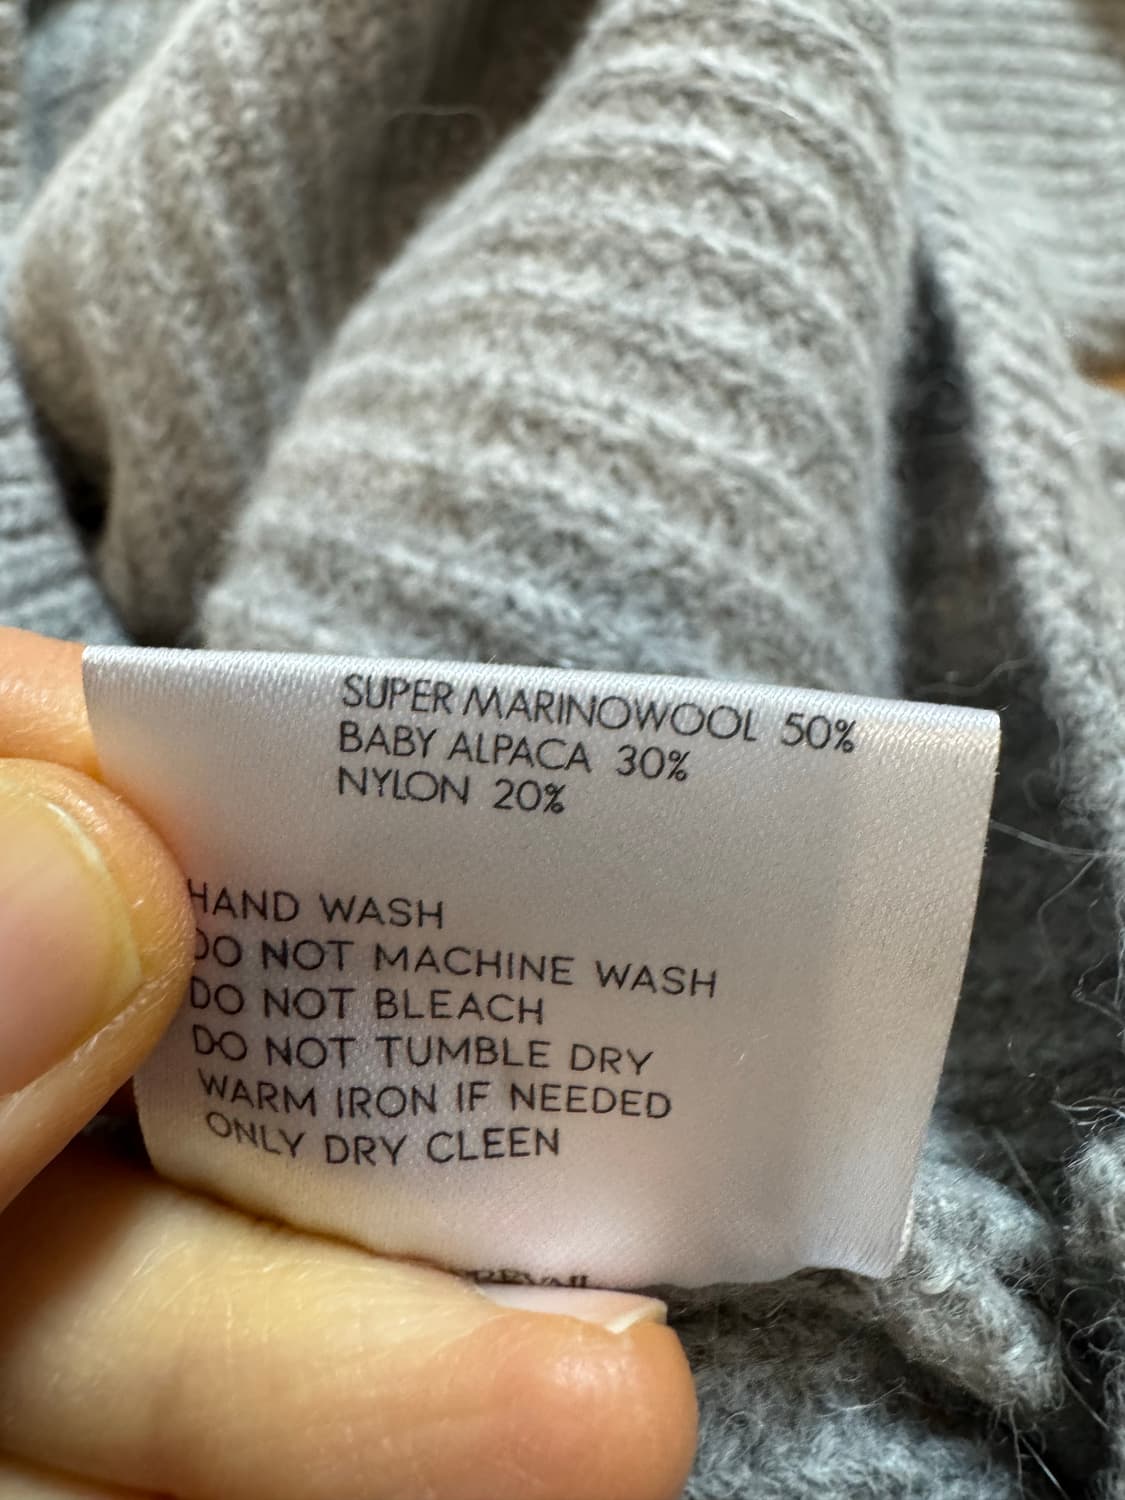 SUPER MARINOWOOL 50%
BABY ALPACA 30%
NYLON 20%
HAND WASH
DO NOT MACHINE WASH
DO NOT BLEACH
DO NOT TUMBLE DRY
WARM IRON IF NEEDED
ONLY DRY CLEEN